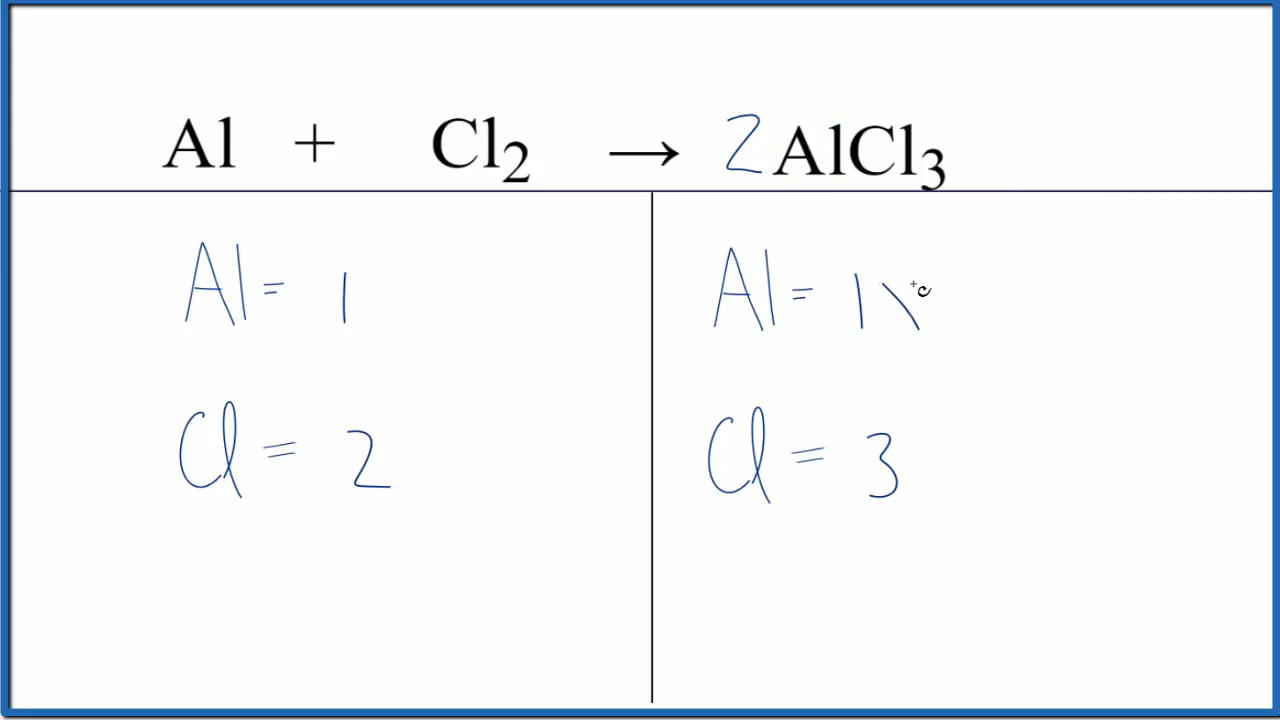 Al + Cl₂ → 2AlCl₃
Al = 1
Al = 1
Cl = 2
Cl = 3